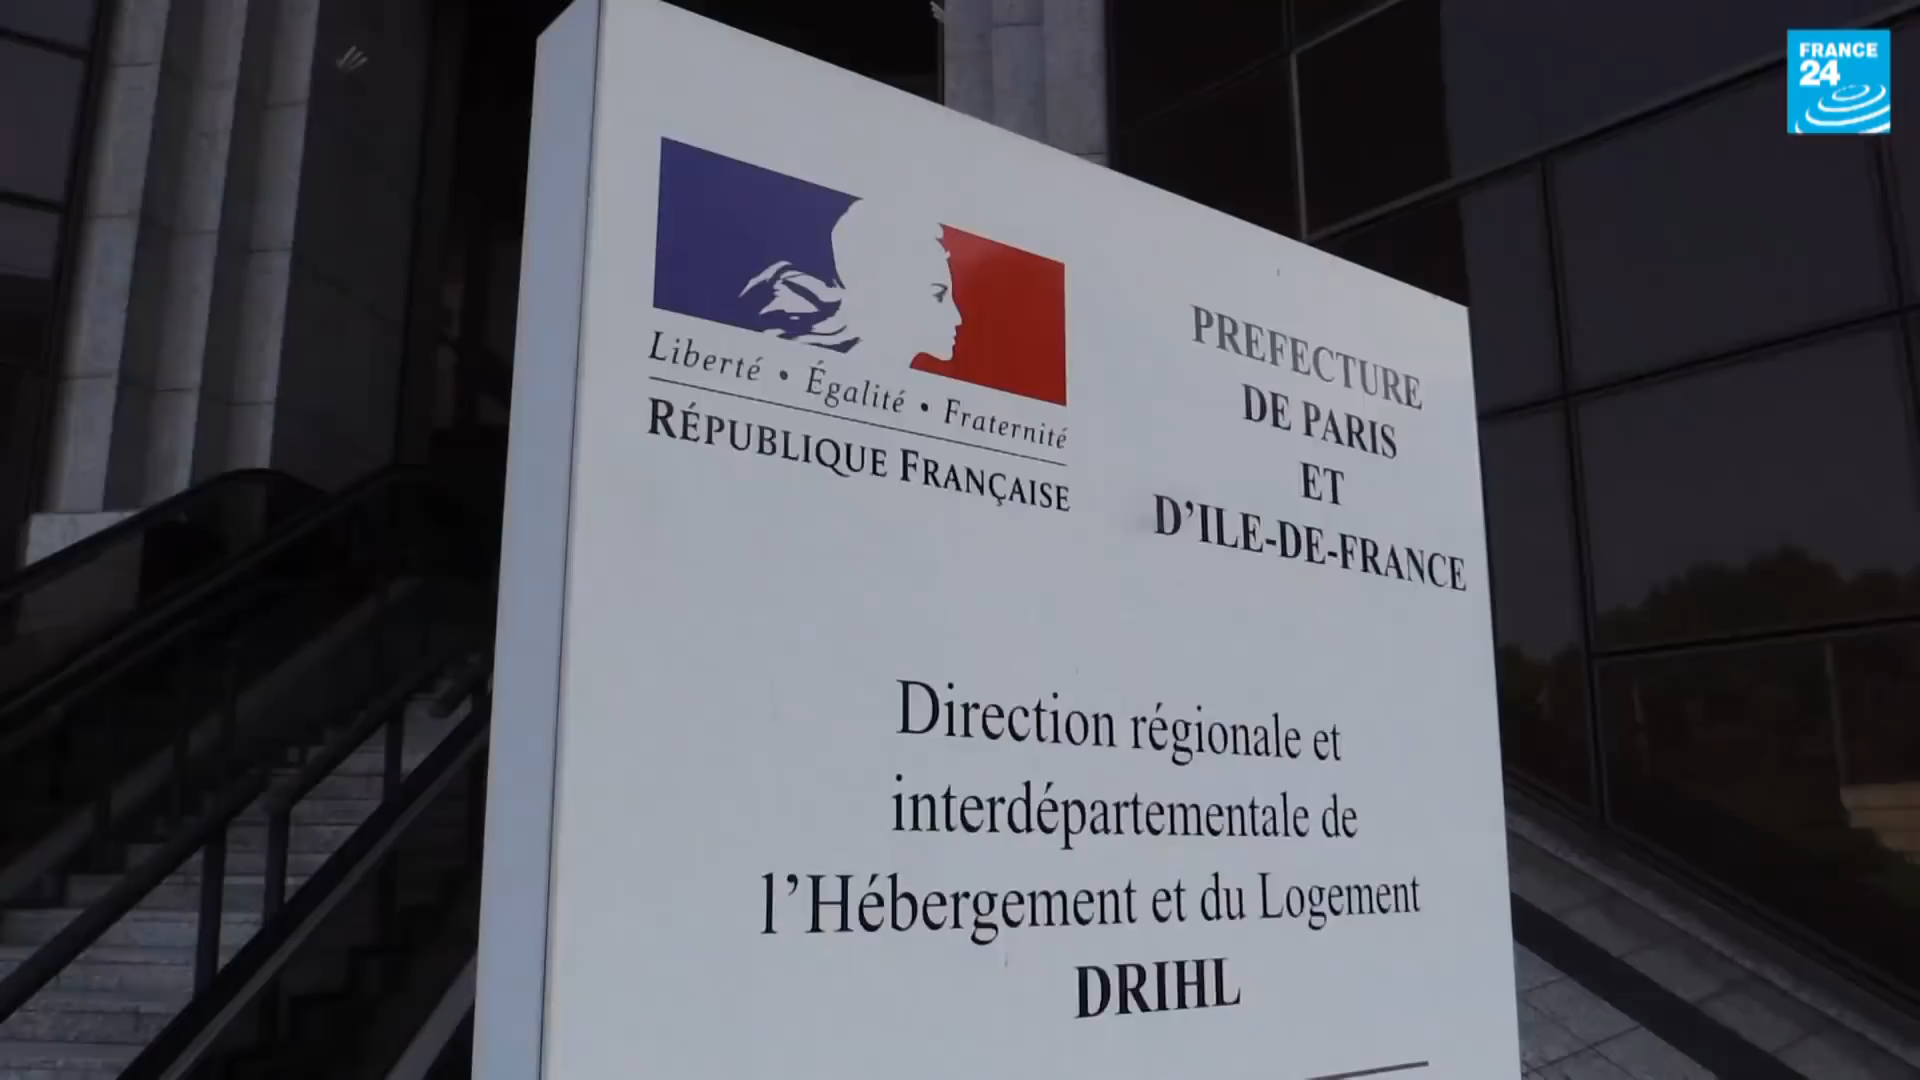 FRANCE
24
Liberté • Égalité • Fraternité
RÉPUBLIQUE FRANÇAISE
PREFECTURE
DE PARIS
ET
D’ILE-DE-FRANCE
Direction régionale et
interdépartementale de
l’Hébergement et du Logement
DRIHL